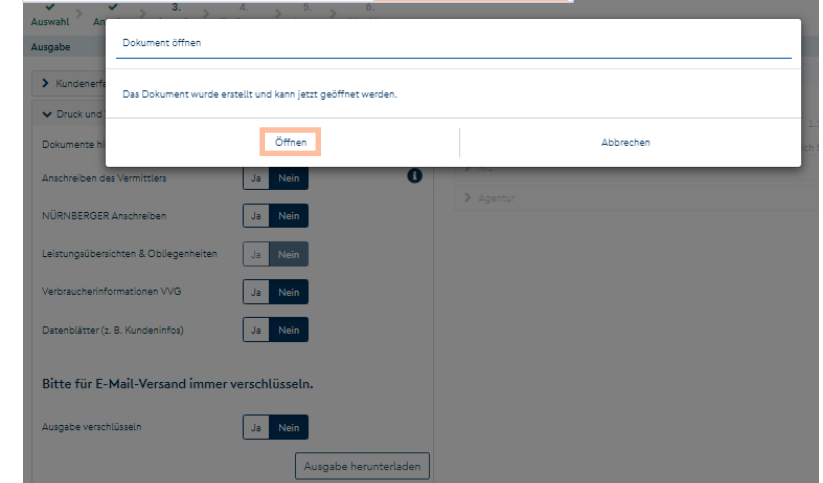 3. 4. 5. 6.
Auswahl
Ausgabe
Dokument öffnen
Das Dokument wurde erstellt und kann jetzt geöffnet werden.
Öffnen Abbrechen
Druck und
Anschreiben des Vermittlers Ja Nein
Agentur
NÜRNBERGER Anschreiben Ja Nein
Leistungsübersichten & Obliegenheiten Ja Nein
Verbraucherinformationen VVG Ja Nein
Datenblätter (z. B. Kundeninfos) Ja Nein
Bitte für E-Mail-Versand immer verschlüsseln.
Ausgabe verschlüsseln Ja Nein
Ausgabe herunterladen